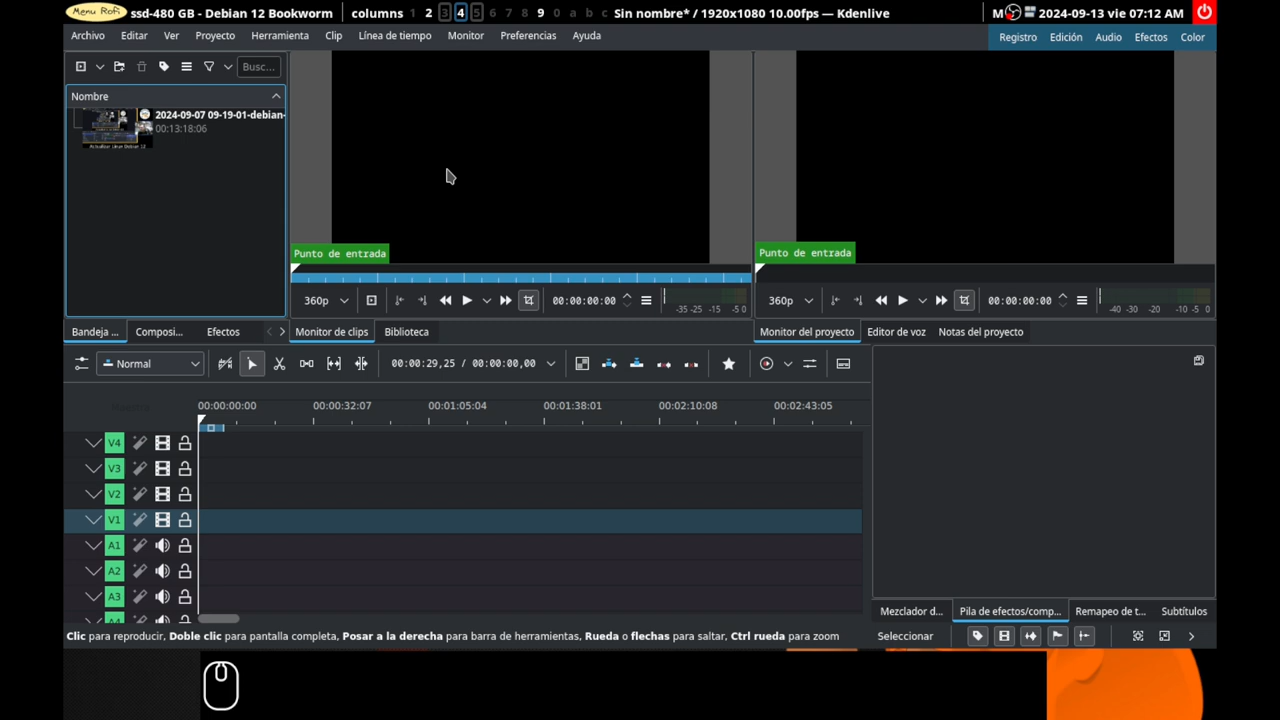 Menu Rofi ssd-480 GB - Debian 12 Bookworm columns 1 2 3 4 5 6 7 8 9 0 a b c Sin nombre* / 1920x1080 10.00fps — Kdenlive 2024-09-13 vie 07:12 AM
Archivo Editar Ver Proyecto Herramienta Clip Línea de tiempo Monitor Preferencias Ayuda Registro Edición Audio Efectos Color
Busc...
Nombre
2024-09-07 09-19-01-debian-
00:13:18:06
Actualizar Linux Debian 12
Punto de entrada Punto de entrada
360p 00:00:00:00 -35 -25 -15 -5 0 360p 00:00:00:00 -40 -30 -20 -10 -5 0
Bandeja ... Composi... Efectos Monitor de clips Biblioteca Monitor del proyecto Editor de voz Notas del proyecto
Normal 00:00:29,25 / 00:00:00,00
00:00:00:00 00:00:32:07 00:01:05:04 00:01:38:01 00:02:10:08 00:02:43:05
V4
V3
V2
V1
A1
A2
A3
A4
Mezclador d... Pila de efectos/comp... Remapeo de t... Subtítulos
Clic para reproducir, Doble clic para pantalla completa, Posar a la derecha para barra de herramientas, Rueda o flechas para saltar, Ctrl rueda para zoom Seleccionar